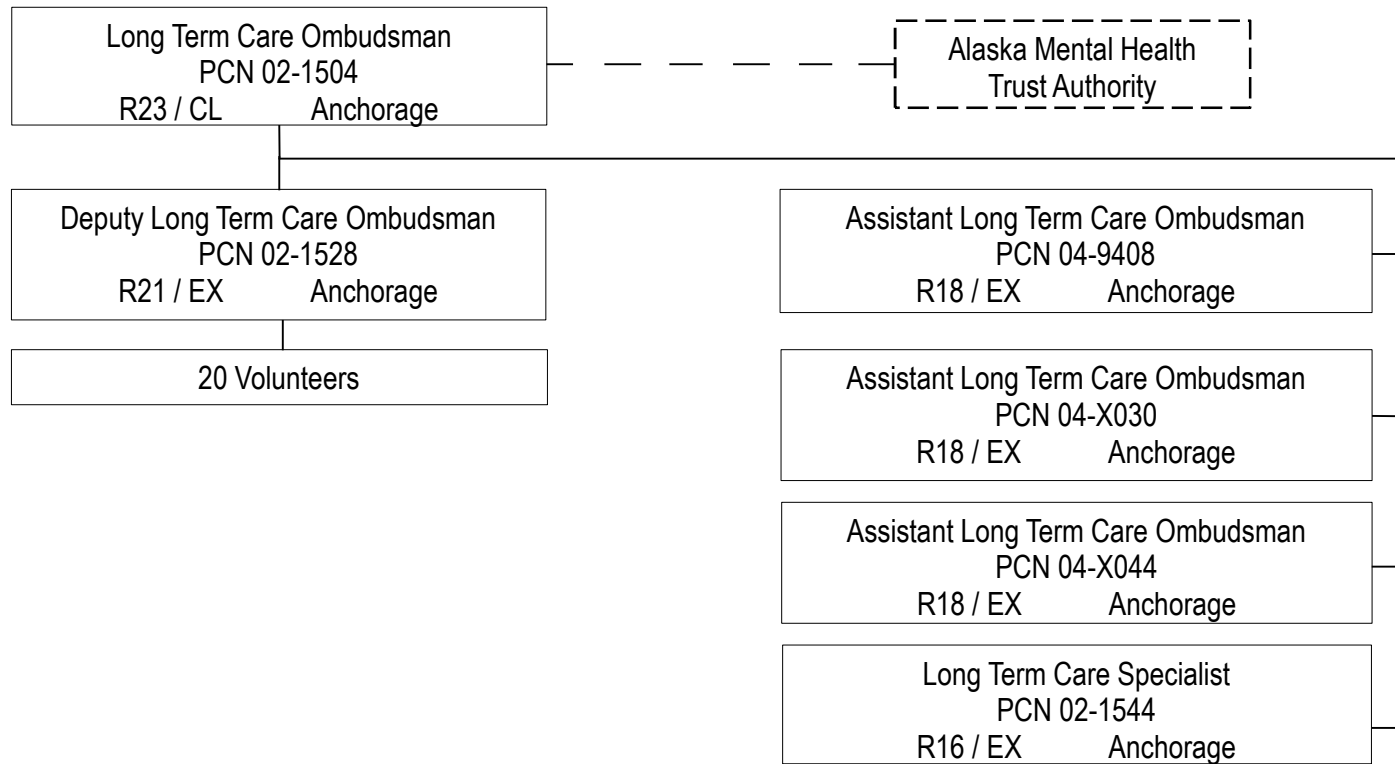 Long Term Care Ombudsman
PCN 02-1504
R23 / CL Anchorage
Alaska Mental Health
Trust Authority
Deputy Long Term Care Ombudsman
PCN 02-1528
R21 / EX Anchorage
20 Volunteers
Assistant Long Term Care Ombudsman
PCN 04-9408
R18 / EX Anchorage
Assistant Long Term Care Ombudsman
PCN 04-X030
R18 / EX Anchorage
Assistant Long Term Care Ombudsman
PCN 04-X044
R18 / EX Anchorage
Long Term Care Specialist
PCN 02-1544
R16 / EX Anchorage